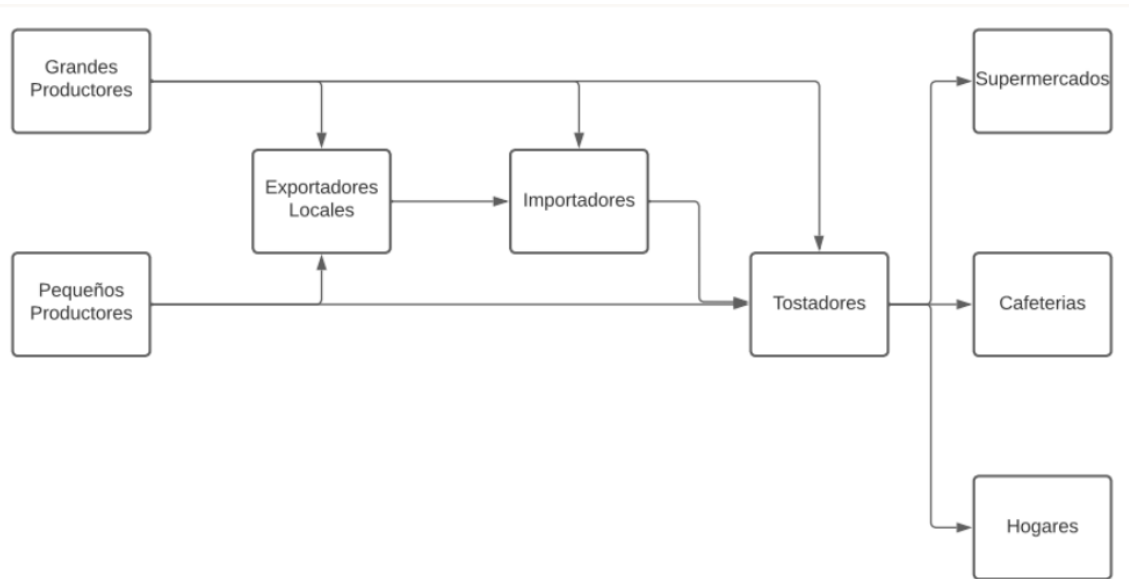 Grandes
Productores
Supermercados
Exportadores
Locales
Importadores
Pequeños
Productores
Tostadores
Cafeterias
Hogares